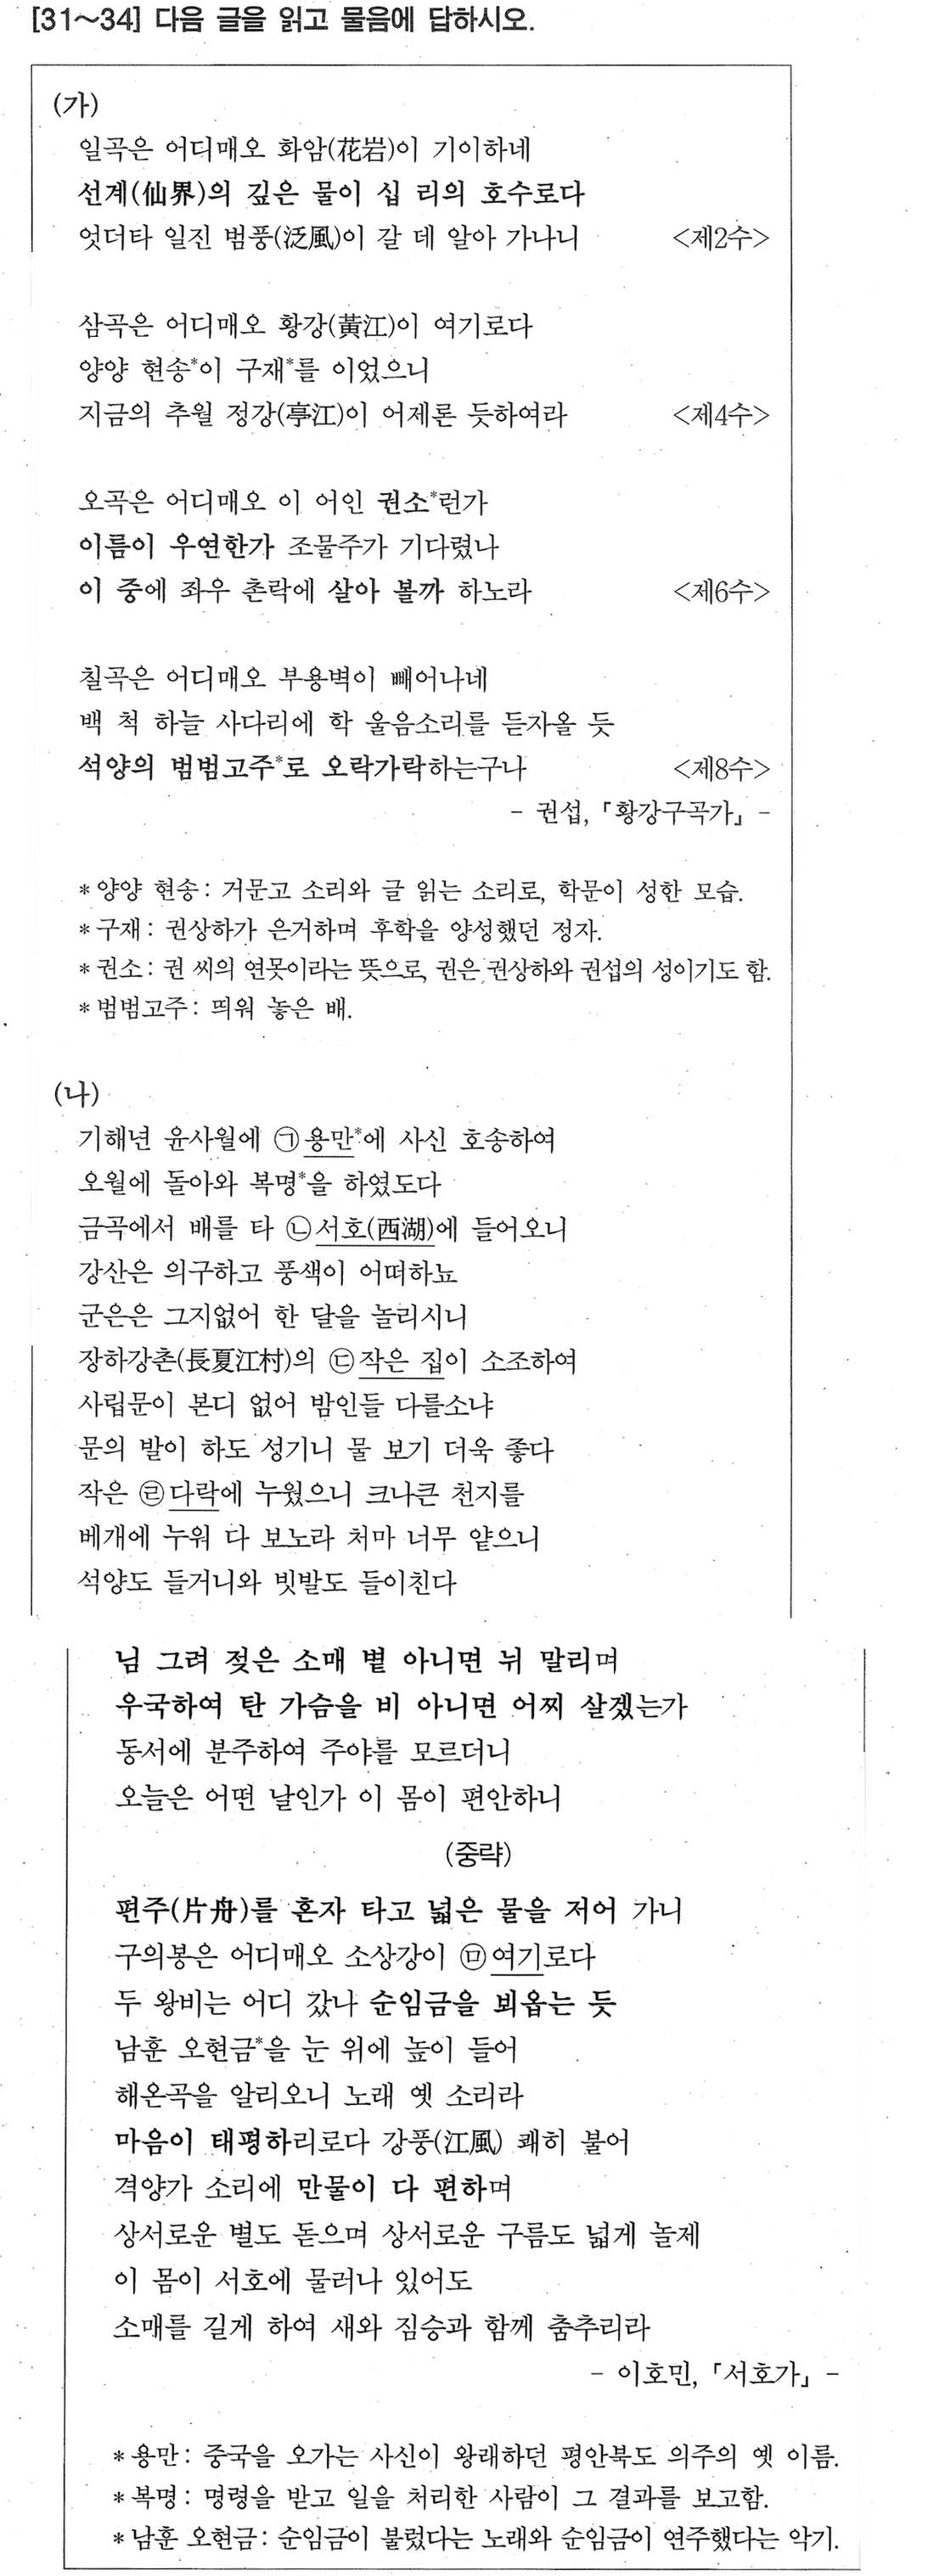 [31~34] 다음 글을 읽고 물음에 답하시오.
(가)
일곡은 어디매오 화암(花岩)이 기이하네
선계(仙界)의 깊은 물이 십 리의 호수로다
엇더타 일진 범풍(泛風)이 갈 데 알아 가나니 <제2수>
삼곡은 어디매오 황강(黃江)이 여기로다
양양 현송*이 구재*를 이었으니
지금의 추월 정강(亭江)이 어제론 듯하여라 <제4수>
오곡은 어디매오 이 어인 권소*런가
이름이 우연한가 조물주가 기다렸나
이 중에 좌우 촌락에 살아 볼까 하노라 <제6수>
칠곡은 어디매오 부용벽이 빼어나네
백 척 하늘 사다리에 학 울음소리를 듣자올 듯
석양의 범범고주*로 오락가락하는구나 <제8수>
- 권섭, 「황강구곡가」 -
* 양양 현송 : 거문고 소리와 글 읽는 소리로, 학문이 성한 모습.
* 구재 : 권상하가 은거하며 후학을 양성했던 정자.
* 권소 : 권 씨의 연못이라는 뜻으로, 권은 권상하와 권섭의 성이기도 함.
* 범범고주 : 띄워 놓은 배.
(나)
기해년 윤사월에 ㉠용만*에 사신 호송하여
오월에 돌아와 복명*을 하였도다
금곡에서 배를 타 ㉡서호(西湖)에 들어오니
강산은 의구하고 풍색이 어떠하뇨
군은은 그지없어 한 달을 놀리시니
장하강촌(長夏江村)의 ㉢작은 집이 소조하여
사립문이 본디 없어 밤인들 다를소냐
문의 발이 하도 성기니 물 보기 더욱 좋다
작은 ㉣다락에 누웠으니 크나큰 천지를
베개에 누워 다 보노라 처마 너무 얕으니
석양도 들거니와 빗발도 들이친다
님 그려 젖은 소매 볕 아니면 뉘 말리며
우국하여 탄 가슴을 비 아니면 어찌 살겠는가
동서에 분주하여 주야를 모르더니
오늘은 어떤 날인가 이 몸이 편안하니
(중략)
편주(片舟)를 혼자 타고 넓은 물을 저어 가니
구의봉은 어디매오 소상강이 ㉤여기로다
두 왕비는 어디 갔나 순임금을 뵈옵는 듯
남훈 오현금*을 눈 위에 높이 들어
해온곡을 알리오니 노래 옛 소리라
마음이 태평하리로다 강풍(江風) 쾌히 불어
격양가 소리에 만물이 다 편하며
상서로운 별도 돋으며 상서로운 구름도 넓게 놀제
이 몸이 서호에 물러나 있어도
소매를 길게 하여 새와 짐승과 함께 춤추리라
- 이호민, 「서호가」 -
* 용만 : 중국을 오가는 사신이 왕래하던 평안북도 의주의 옛 이름.
* 복명 : 명령을 받고 일을 처리한 사람이 그 결과를 보고함.
* 남훈 오현금 : 순임금이 불렀다는 노래와 순임금이 연주했다는 악기.